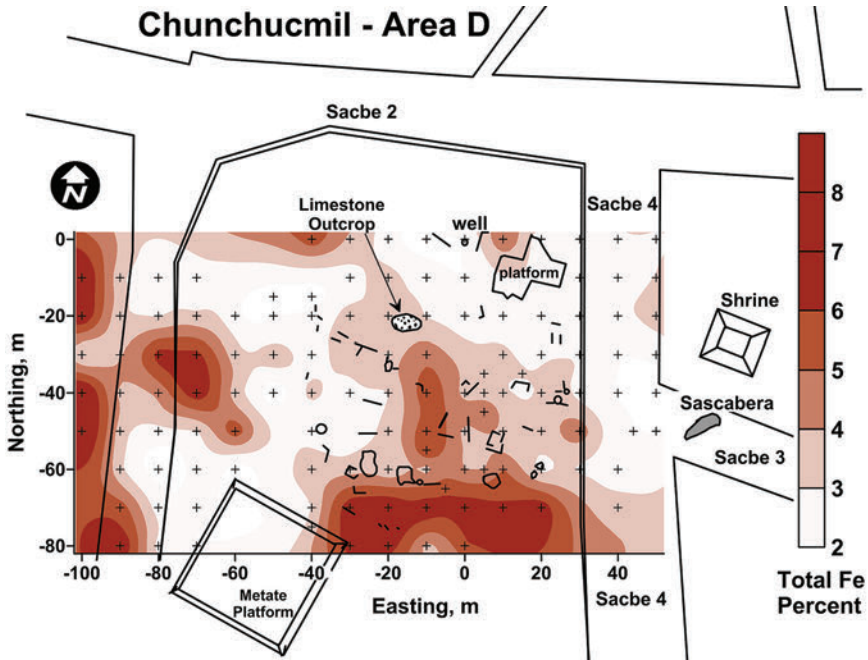 Chunchucmil - Area D
Sacbe 2
N
Limestone
Outcrop
well
Sacbe 4
platform
Shrine
Sascabera
Sacbe 3
Metate
Platform
Sacbe 4
Northing, m
0
-20
-40
-60
-80
-100
-80
-60
-40
-20
0
20
40
Easting, m
8
7
6
5
4
3
2
Total Fe
Percent